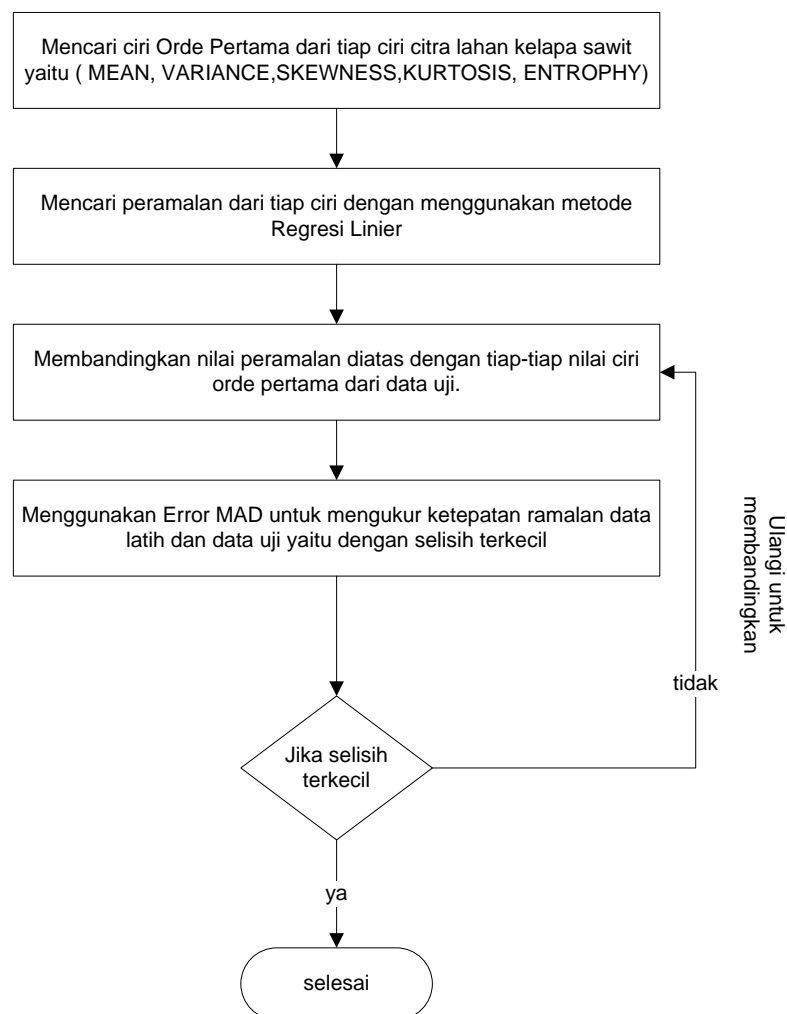 Mencari ciri Orde Pertama dari tiap ciri citra lahan kelapa sawit
yaitu ( MEAN, VARIANCE,SKEWNESS,KURTOSIS, ENTROPHY)
Mencari peramalan dari tiap ciri dengan menggunakan metode
Regresi Linier
Membandingkan nilai peramalan diatas dengan tiap-tiap nilai ciri
orde pertama dari data uji.
Menggunakan Error MAD untuk mengukur ketepatan ramalan data
latih dan data uji yaitu dengan selisih terkecil
Ulangi untuk
membandingkan
tidak
Jika selisih
terkecil
ya
selesai